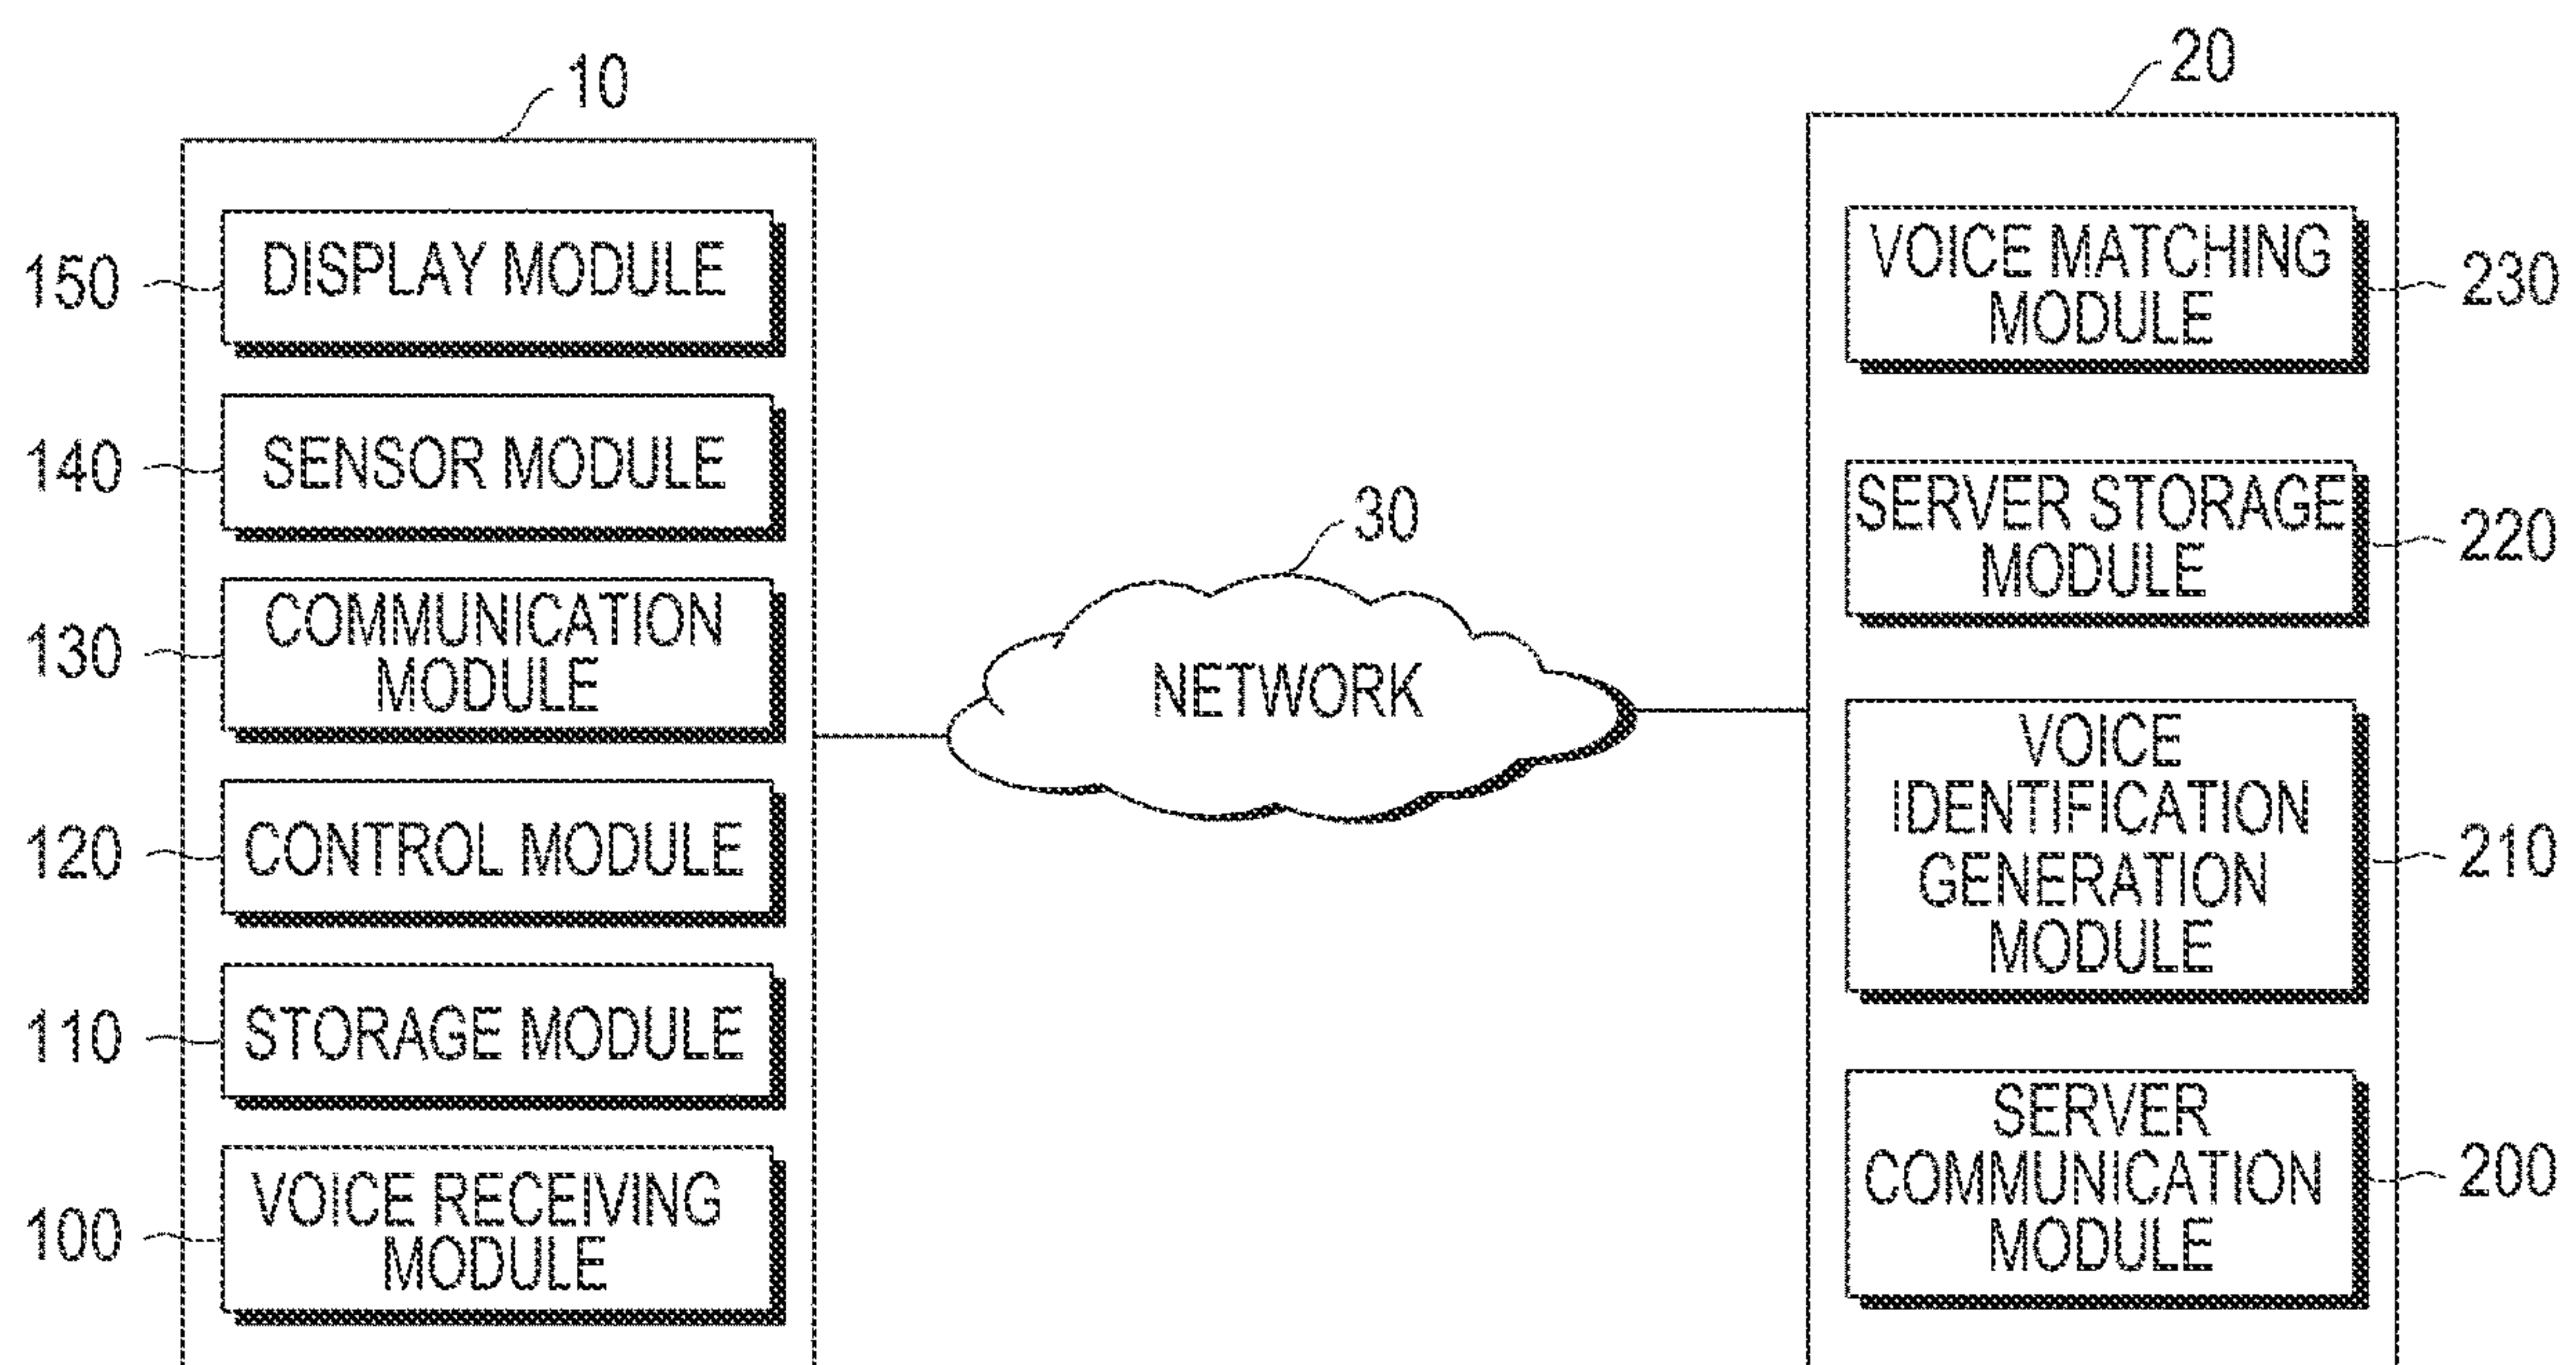 10
150
DISPLAY MODULE
140
SENSOR MODULE
130
COMMUNICATION
MODULE
120
CONTROL MODULE
110
STORAGE MODULE
100
VOICE RECEIVING
MODULE
30
NETWORK
20
VOICE MATCHING
MODULE
230
SERVER STORAGE
MODULE
220
VOICE
IDENTIFICATION
GENERATION
MODULE
210
SERVER
COMMUNICATION
MODULE
200